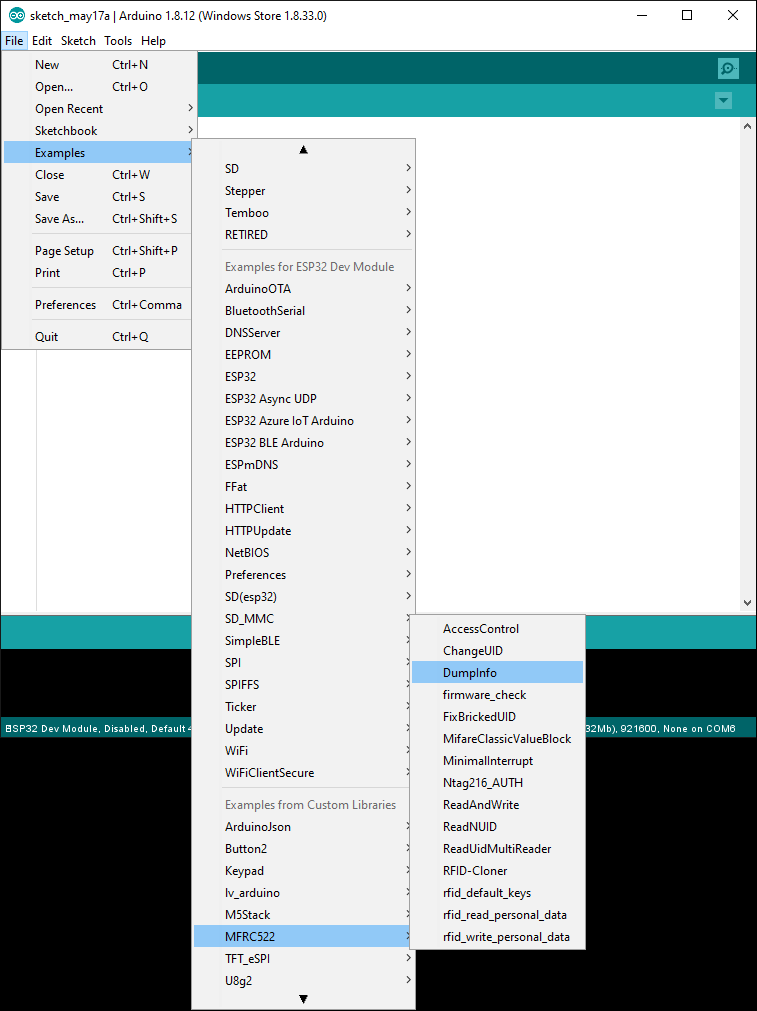 sketch_may17a | Arduino 1.8.12 (Windows Store 1.8.33.0)
File Edit Sketch Tools Help
New Ctrl+N
Open... Ctrl+O
Open Recent
Sketchbook
Examples
Close Ctrl+W
Save Ctrl+S
Save As... Ctrl+Shift+S
Page Setup Ctrl+Shift+P
Print Ctrl+P
Preferences Ctrl+Comma
Quit Ctrl+Q
SD
Stepper
Temboo
RETIRED
Examples for ESP32 Dev Module
ArduinoOTA
BluetoothSerial
DNSServer
EEPROM
ESP32
ESP32 Async UDP
ESP32 Azure IoT Arduino
ESP32 BLE Arduino
ESPmDNS
FFat
HTTPClient
HTTPUpdate
NetBIOS
Preferences
SD(esp32)
SD_MMC
SimpleBLE
SPI
SPIFFS
Ticker
Update
WiFi
WiFiClientSecure
Examples from Custom Libraries
ArduinoJson
Button2
Keypad
lv_arduino
M5Stack
MFRC522
TFT_eSPI
U8g2
AccessControl
ChangeUID
DumpInfo
firmware_check
FixBrickedUID
MifareClassicValueBlock
MinimalInterrupt
Ntag216_AUTH
ReadAndWrite
ReadNUID
ReadUidMultiReader
RFID-Cloner
rfid_default_keys
rfid_read_personal_data
rfid_write_personal_data
ESP32 Dev Module, Disabled, Default 4
32Mb), 921600, None on COM6